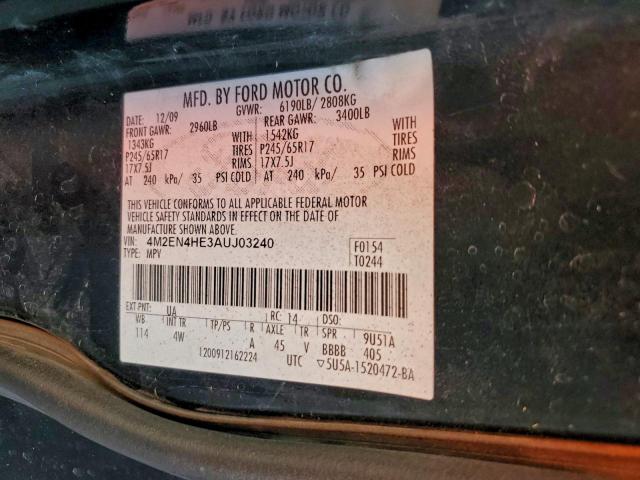 MFD. BY FORD MOTOR CO.
DATE: 12/09 GVWR: 6190LB/ 2808KG
FRONT GAWR: 2960LB REAR GAWR: 3400LB
1343KG WITH 1542KG WITH
P245/65R17 TIRES P245/65R17 TIRES
17X7.5J RIMS 17X7.5J RIMS
AT 240 kPa/ 35 PSI COLD AT 240 kPa/ 35 PSI COLD
THIS VEHICLE CONFORMS TO ALL APPLICABLE FEDERAL MOTOR
VEHICLE SAFETY STANDARDS IN EFFECT ON THE DATE OF
MANUFACTURE SHOWN ABOVE.
VIN: 4M2EN4HE3AUJ03240 F0154
TYPE: MPV T0244
EXT PNT: UA RC: 14 DSO:
WB INT TR TP/PS R AXLE TR SPR 9U51A
114 4W A 45 V BBBB 405
1200912162224 UTC ▽5U5A-1520472-BA